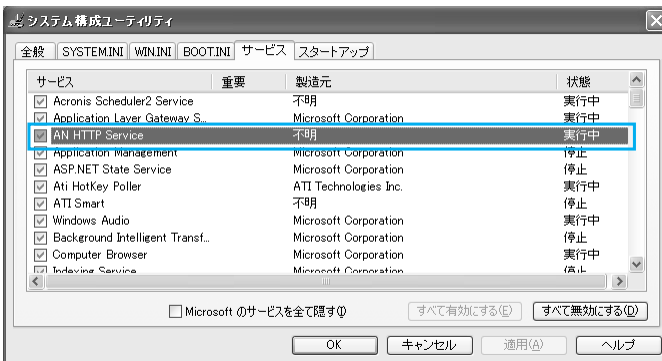 システム構成ユーティリティ
全般 SYSTEM.INI WIN.INI BOOT.INI サービス スタートアップ
サービス 重要 製造元 状態
Acronis Scheduler2 Service 不明 実行中
Application Layer Gateway S... Microsoft Corporation 実行中
AN HTTP Service 不明 実行中
Application Management Microsoft Corporation 停止
ASP.NET State Service Microsoft Corporation 停止
Ati HotKey Poller ATI Technologies Inc. 実行中
ATI Smart 不明 停止
Windows Audio Microsoft Corporation 実行中
Background Intelligent Transf... Microsoft Corporation 停止
Computer Browser Microsoft Corporation 実行中
Indexing Service Microsoft Corporation 停止
Microsoft のサービスを全て隠す(I) すべて有効にする(E) すべて無効にする(D)
OK キャンセル 適用(A) ヘルプ